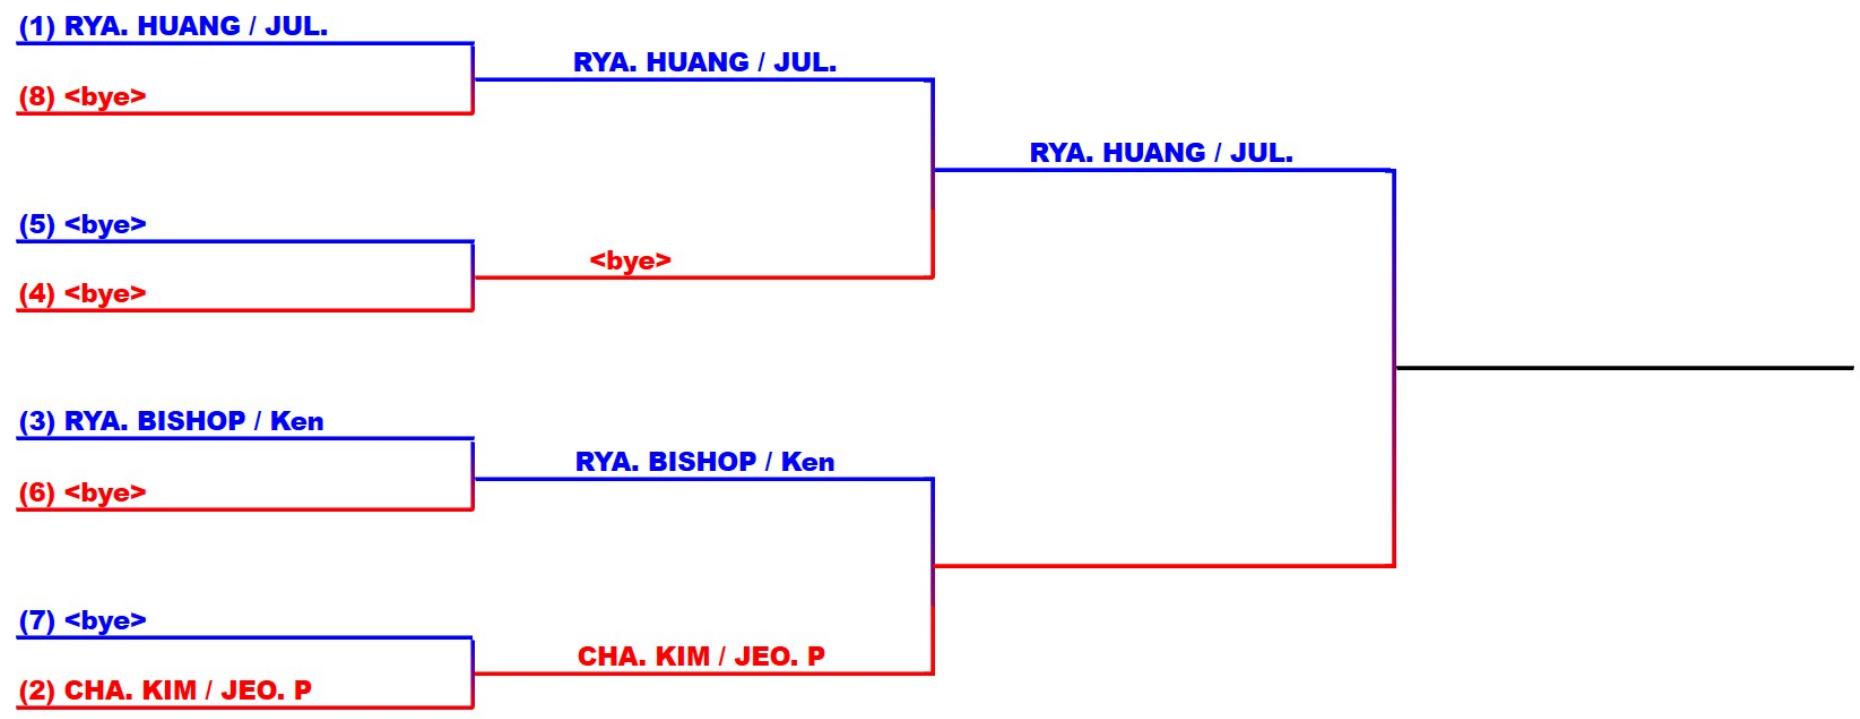 (1) RYA. HUANG / JUL.
(8) <bye>
(5) <bye>
(4) <bye>
(3) RYA. BISHOP / Ken
(6) <bye>
(7) <bye>
(2) CHA. KIM / JEO. P
RYA. HUANG / JUL.
<bye>
RYA. BISHOP / Ken
CHA. KIM / JEO. P
RYA. HUANG / JUL.